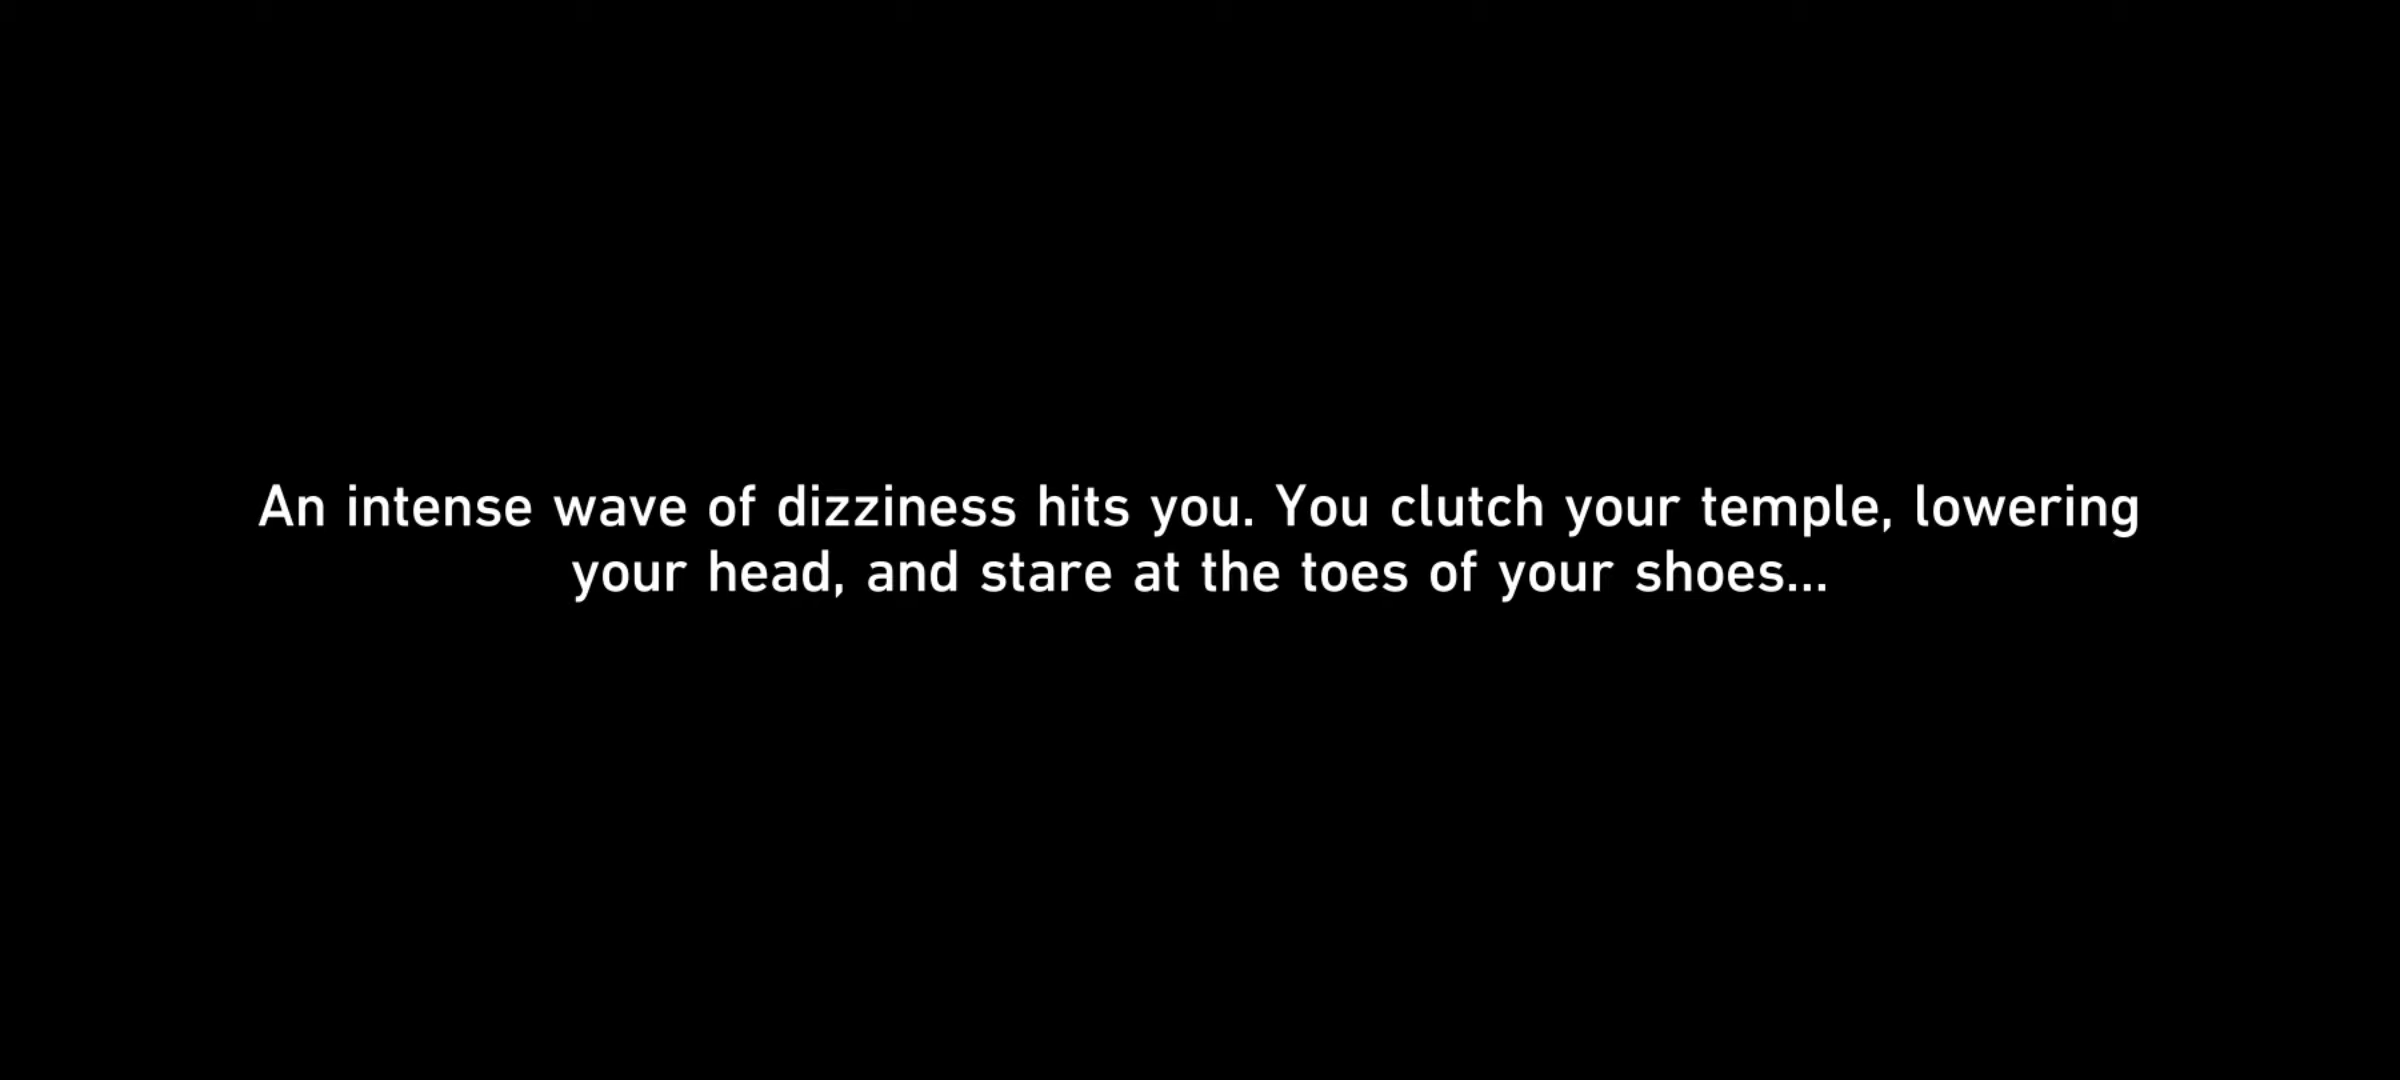 An intense wave of dizziness hits you. You clutch your temple, lowering
your head, and stare at the toes of your shoes...